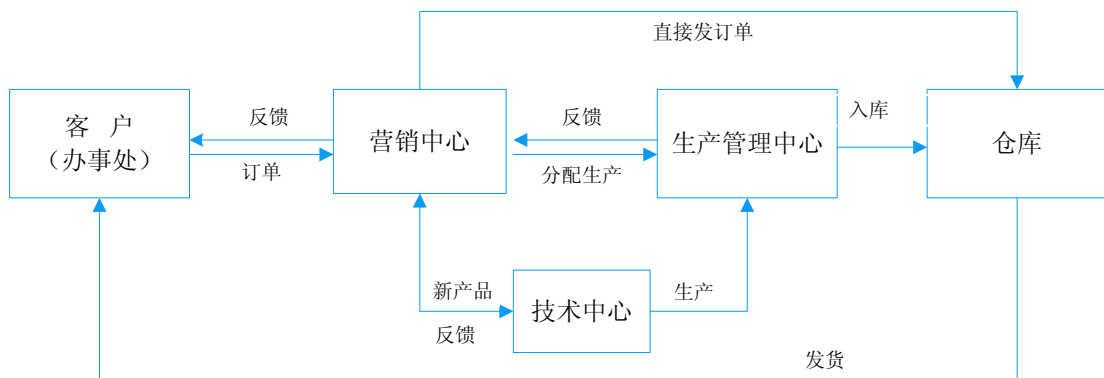 直接发订单
客 户
（办事处）
反馈
订单
营销中心
反馈
分配生产
生产管理中心
入库
仓库
新产品
反馈
技术中心
生产
发货